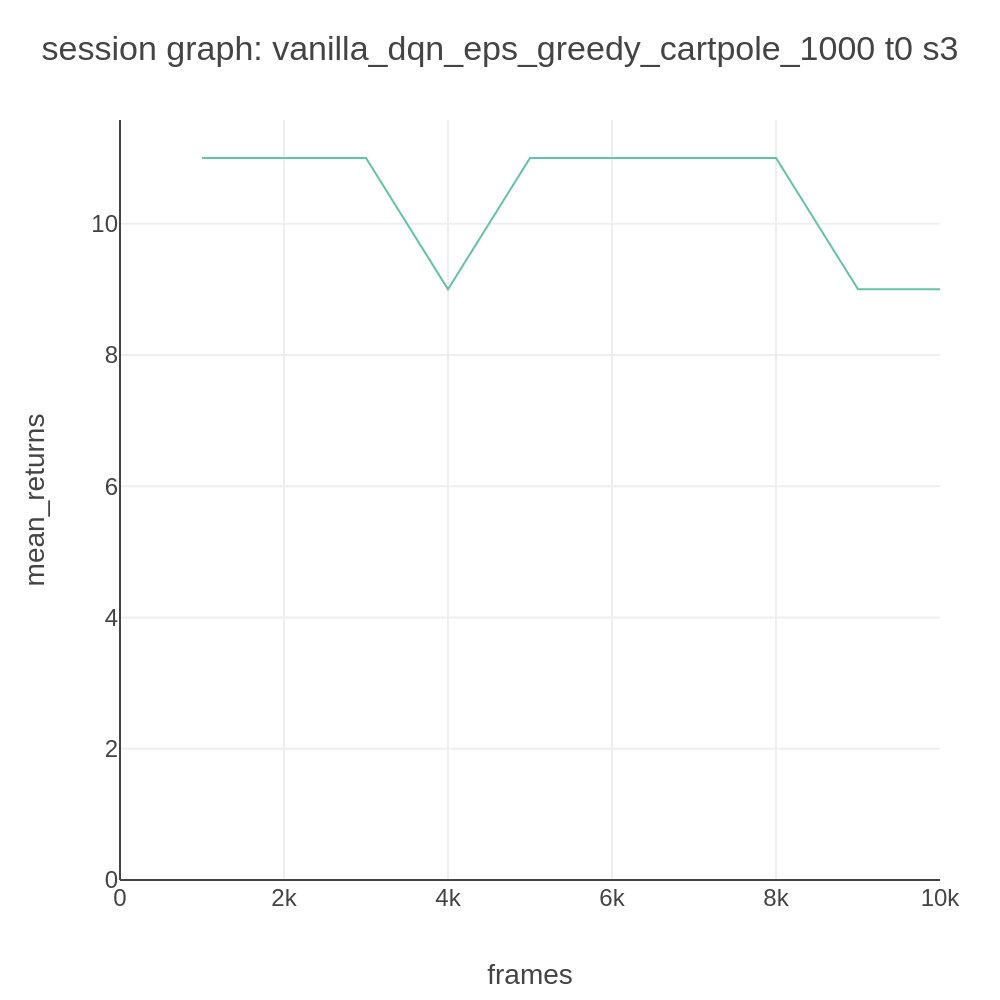 session graph: vanilla_dqn_eps_greedy_cartpole_1000 t0 s3
mean_returns
10
8
6
4
2
0
0 2k 4k 6k 8k 10k
frames